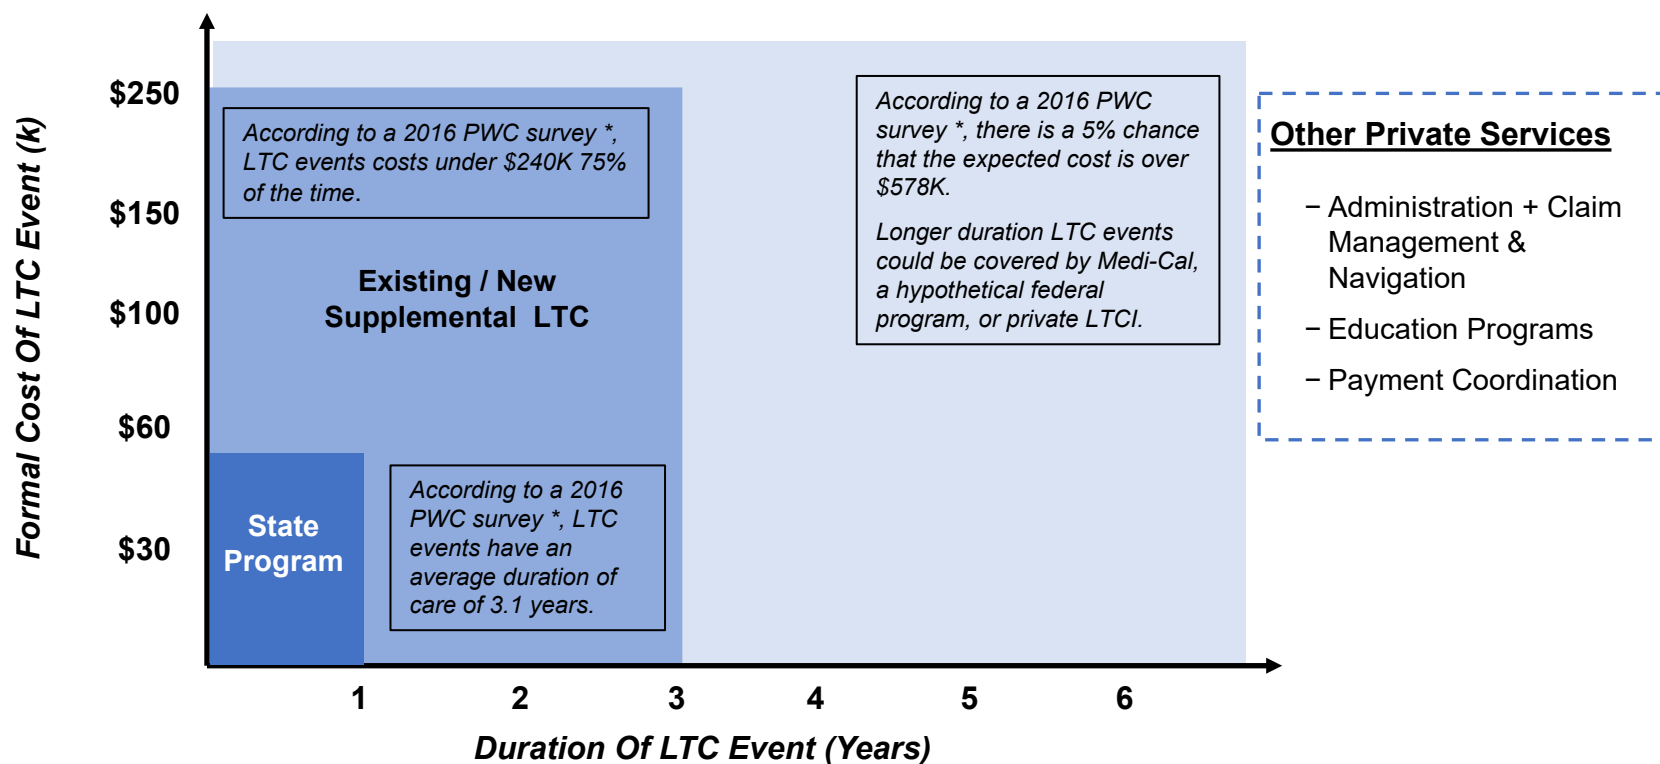 Formal Cost Of LTC Event (k)
$250
$150
$100
$60
$30
According to a 2016 PWC survey *,
LTC events costs under $240K 75%
of the time.
Existing / New
Supplemental LTC
State
Program
According to a 2016
PWC survey *, LTC
events have an
average duration of
care of 3.1 years.
According to a 2016 PWC
survey *, there is a 5% chance
that the expected cost is over
$578K.
Longer duration LTC events
could be covered by Medi-Cal,
a hypothetical federal
program, or private LTCI.
Other Private Services
− Administration + Claim
Management &
Navigation
− Education Programs
− Payment Coordination
1 2 3 4 5 6
Duration Of LTC Event (Years)